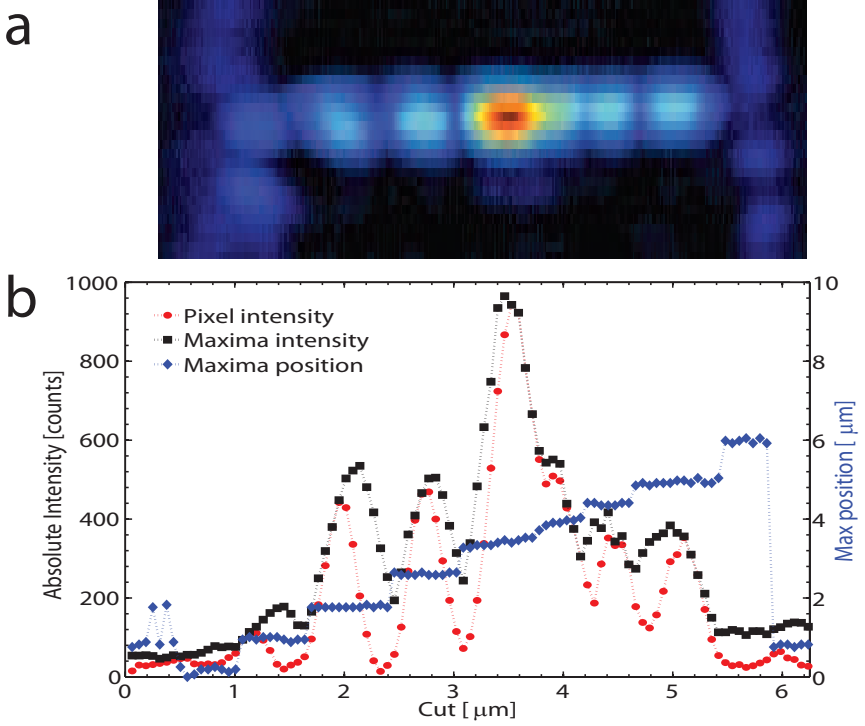 a
b
1000
800
600
400
200
0
Absolute Intensity [counts]
Pixel intensity
Maxima intensity
Maxima position
10
8
6
4
2
0
Max position [ µm]
0 1 2 3 4 5 6
Cut [ µm]